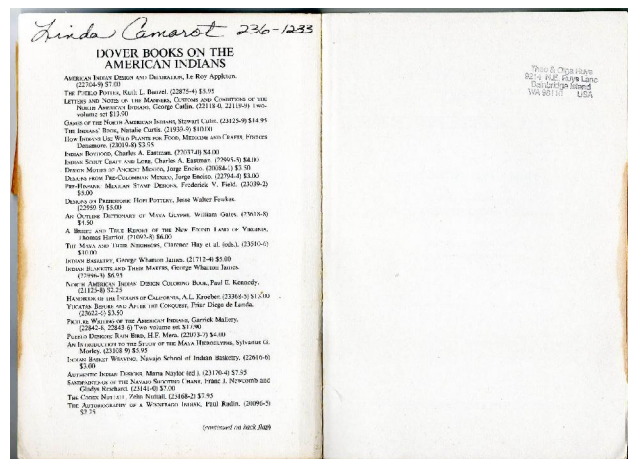 Linda Camarot 236-1233
DOVER BOOKS ON THE
AMERICAN INDIANS
AMERICAN INDIAN DESIGN AND DECORATION, Le Roy Appleton.
(22704-9) $7.00
THE PUEBLO POTTER, Ruth L. Bunzel. (22875-4) $3.95
LETTERS AND NOTES ON THE MANNERS, CUSTOMS AND CONDITIONS OF THE
NORTH AMERICAN INDIANS, George Catlin. (22118-0, 22119-9) Two-
volume set $13.90
GAMES OF THE NORTH AMERICAN INDIANS, Stewart Culin. (23125-9) $14.95
THE INDIANS' BOOK, Natalie Curtis. (21939-9) $10.00
HOW INDIANS USE WILD PLANTS FOR FOOD, MEDICINE AND CRAFTS, Frances
Densmore. (23019-8) $3.95
INDIAN BOYHOOD, Charles A. Eastman. (22037-0) $4.00
INDIAN SCOUT CRAFT AND LORE, Charles A. Eastman. (22995-5) $4.00
DESIGN MOTIFS OF ANCIENT MEXICO, Jorge Enciso. (20084-1) $3.50
DESIGNS FROM PRE-COLUMBIAN MEXICO, Jorge Enciso. (22794-4) $3.00
PRE-HISPANIC MEXICAN STAMP DESIGNS, Frederick V. Field. (23039-2)
$5.00
DESIGNS ON PREHISTORIC HOPI POTTERY, Jesse Walter Fewkes.
(22959-9) $5.00
AN OUTLINE DICTIONARY OF MAYA GLYPHS, William Gates. (23618-8)
$4.50
A BRIEFE AND TRUE REPORT OF THE NEW FOUND LAND OF VIRGINIA,
Thomas Harriot. (21092-8) $6.00
THE MAYA AND THEIR NEIGHBORS, Clarence Hay et al. (eds.). (23510-6)
$10.00
INDIAN BASKETRY, George Wharton James. (21712-4) $5.00
INDIAN BLANKETS AND THEIR MAKERS, George Wharton James.
(22996-3) $6.95
NORTH AMERICAN INDIAN DESIGN COLORING BOOK, Paul E. Kennedy.
(21125-8) $2.25
HANDBOOK OF THE INDIANS OF CALIFORNIA, A.L. Kroeber. (23368-5)
YUCATAN BEFORE AND AFTER THE CONQUEST, Friar Diego de Landa.
(23622-6) $3.50
PICTURE WRITING OF THE AMERICAN INDIANS, Garrick Mallery.
(22842-8, 22843-6) Two volume set $17.90
PUEBLO DESIGNS: RAIN BIRD, H.P. Mera. (22073-7) $4.00
AN INTRODUCTION TO THE STUDY OF THE MAYA HIEROGLYPHS, Sylvanus G.
Morley. (23108-9) $5.95
INDIAN BASKET WEAVING, Navajo School of Indian Basketry. (22616-6)
$3.00
AUTHENTIC INDIAN DESIGNS, Maria Naylor (ed.). (23170-4) $7.95
SANDPAINTINGS OF THE NAVAJO SHOOTING CHANT, Franc J. Newcomb and
Gladys Reichard. (23141-0) $7.00
THE CODEX NUTTALL, Zelia Nuttall. (23168-2) $7.95
THE AUTOBIOGRAPHY OF A WINNEBAGO INDIAN, Paul Radin. (20096-5)
$2.25
(continued on back flap)
& Olga Huys
9214 N.E. Huys Lane
Bainbridge Island
WA 98110 USA